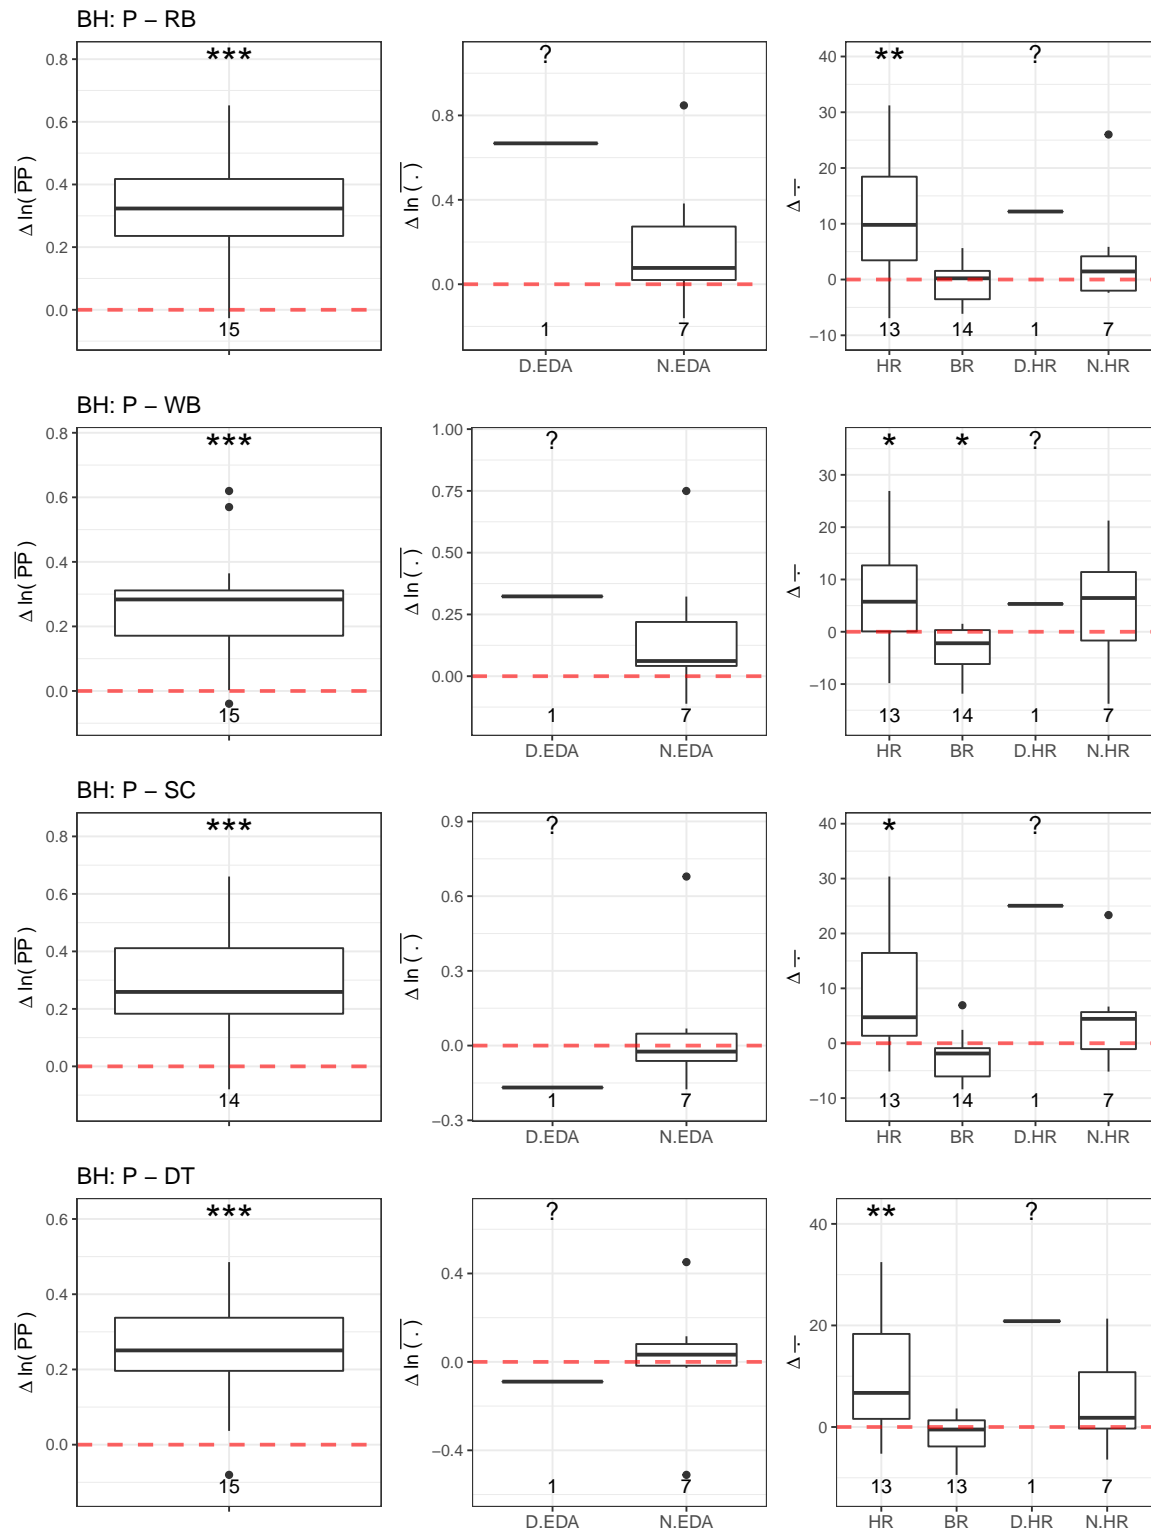 BH: P − RB
Δ ln( PP )
0.8
0.6
0.4
0.2
0.0
***
15
Δ ln ( . )
0.8
0.4
0.0
?
1
7
D.EDA
N.EDA
Δ .
40
30
20
10
0
−10
**
?
13
14
1
7
HR
BR
D.HR
N.HR
BH: P − WB
Δ ln( PP )
0.8
0.6
0.4
0.2
0.0
***
15
Δ ln ( . )
1.00
0.75
0.50
0.25
0.00
?
1
7
D.EDA
N.EDA
Δ .
30
20
10
0
−10
*
*
?
13
14
1
7
HR
BR
D.HR
N.HR
BH: P − SC
Δ ln( PP )
0.8
0.6
0.4
0.2
0.0
***
14
Δ ln ( . )
0.9
0.6
0.3
0.0
−0.3
?
1
7
D.EDA
N.EDA
Δ .
40
30
20
10
0
−10
*
?
13
14
1
7
HR
BR
D.HR
N.HR
BH: P − DT
Δ ln( PP )
0.6
0.4
0.2
0.0
***
15
Δ ln ( . )
0.4
0.0
−0.4
?
1
7
D.EDA
N.EDA
Δ .
40
20
0
**
?
13
13
1
7
HR
BR
D.HR
N.HR